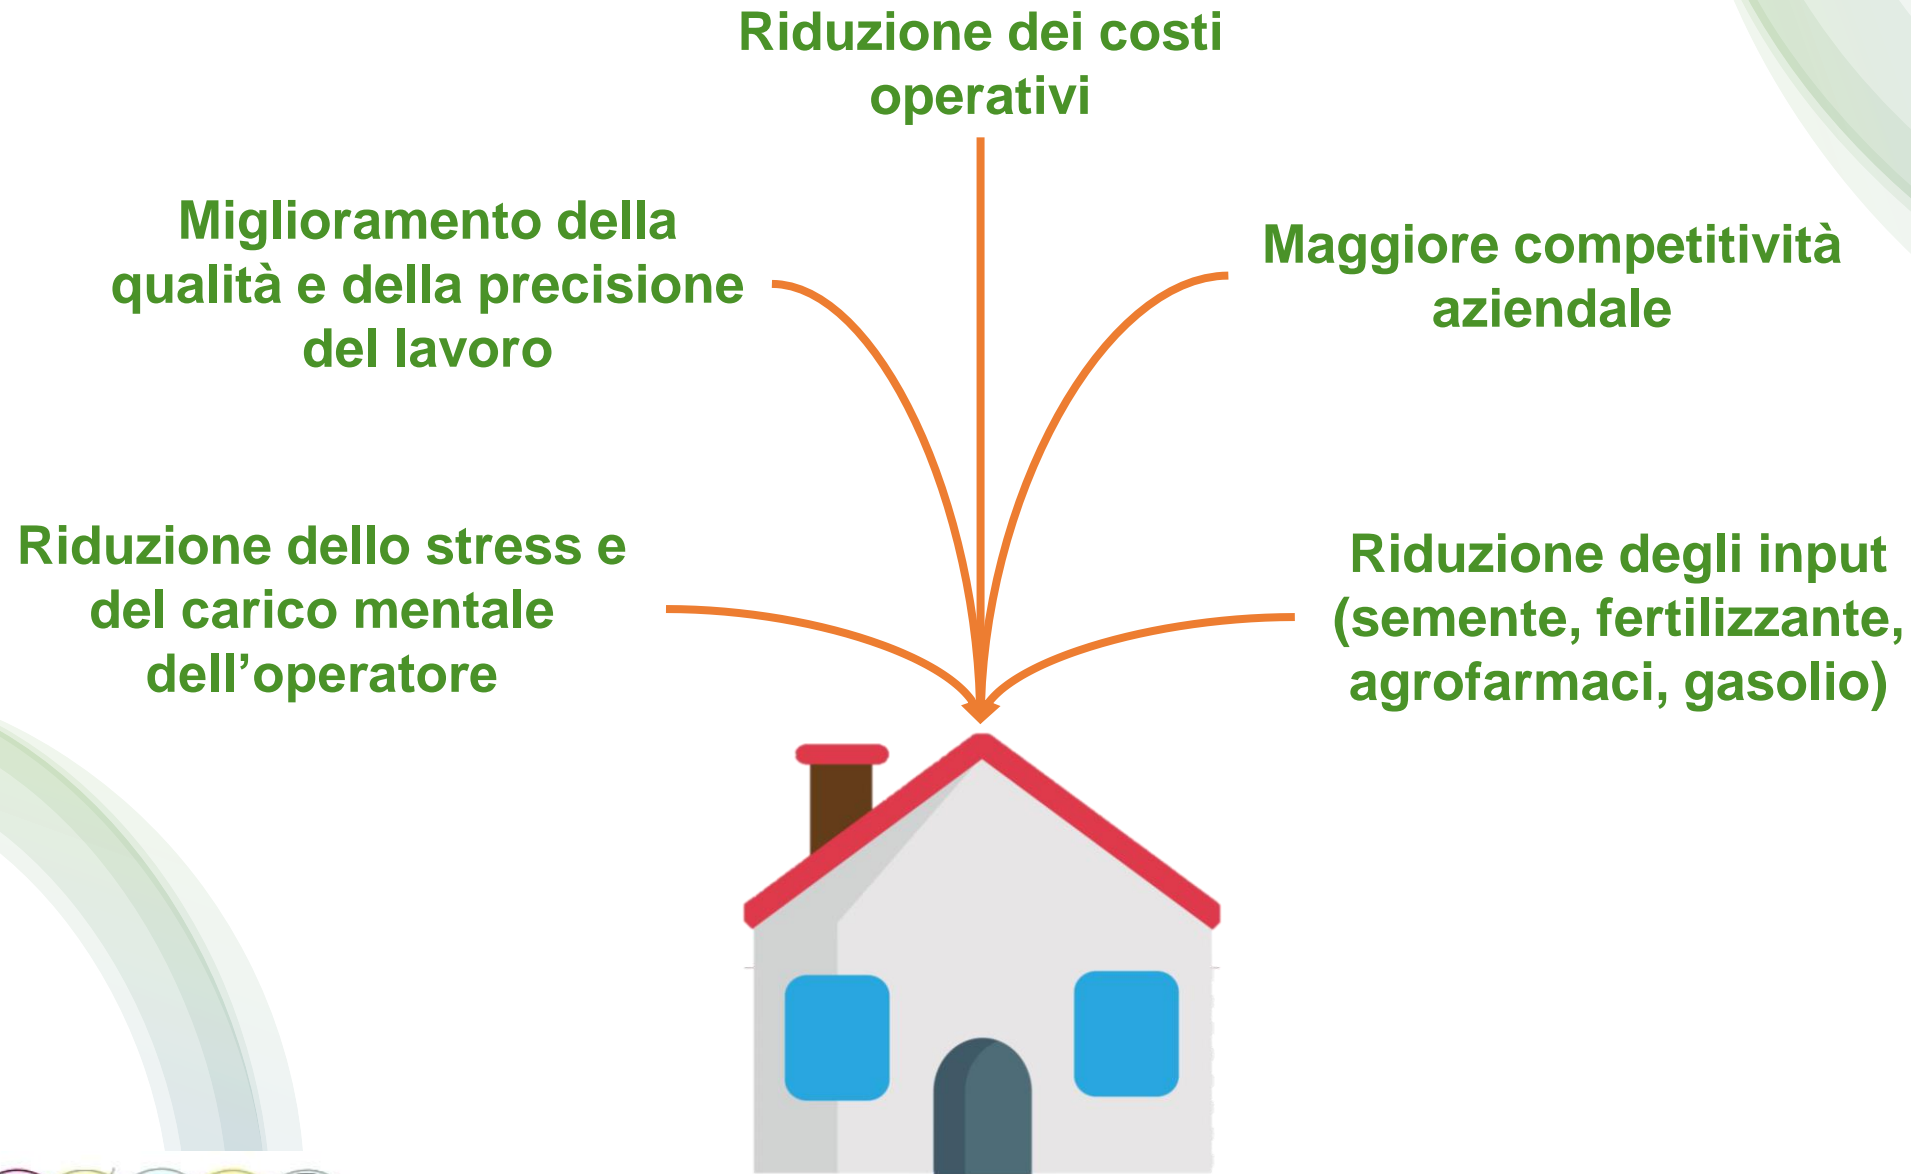 Riduzione dei costi
operativi
Miglioramento della
qualità e della precisione
del lavoro
Maggiore competitività
aziendale
Riduzione dello stress e
del carico mentale
dell’operatore
Riduzione degli input
(semente, fertilizzante,
agrofarmaci, gasolio)